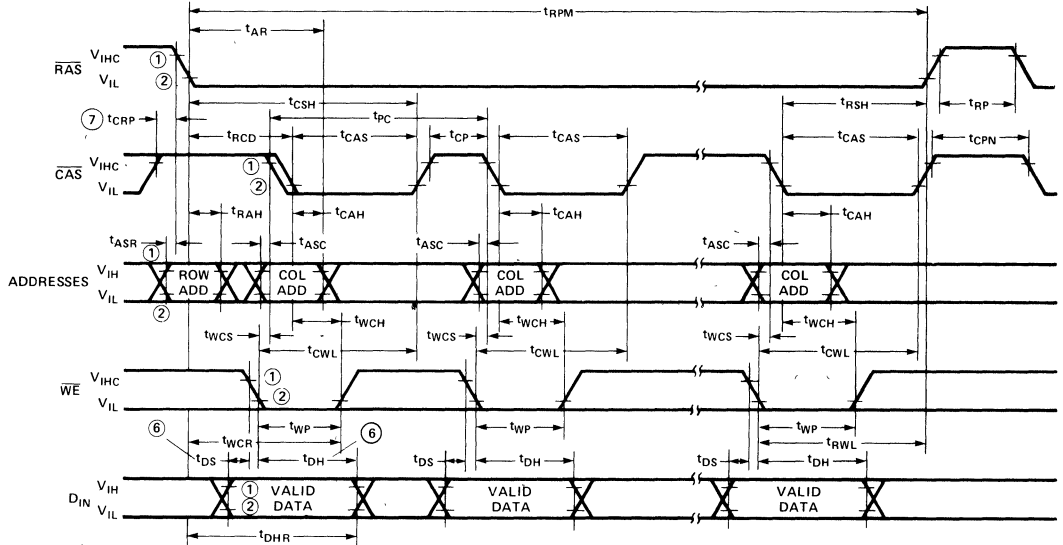 tRPM
tAR
RAS VIHC ①
VIL ②
tCSH
tRSH
tRP
tPC
⑦ tCRP
tRCD tCAS tCP tCAS tCAS tCPN
CAS VIHC ①
VIL ②
tRAH tCAH tCAH tCAH
tASR tASC tASC tASC
①
ADDRESSES VIH ROW ADD COL ADD COL ADD COL ADD
VIL
②
tWCH tWCH tWCH
tWCS tWCS tWCS
tCWL tCWL tCWL
WE VIHC ①
VIL ②
tWP tWP tWP
⑥ tWCR ⑥ tRWL
tDS tDH tDS tDH tDS tDH
DIN VIH ① VALID DATA VALID DATA VALID DATA
VIL ②
tDHR